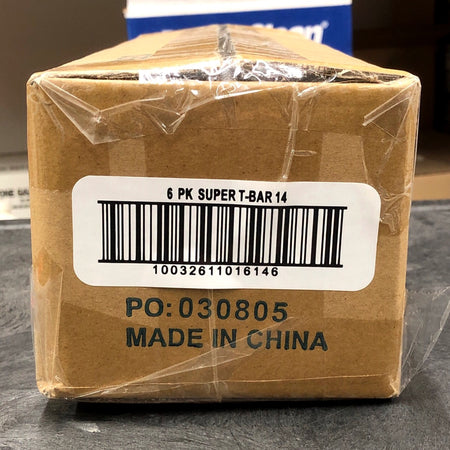 6 PK SUPER T-BAR 14
10032611016146
PO:030805
MADE IN CHINA